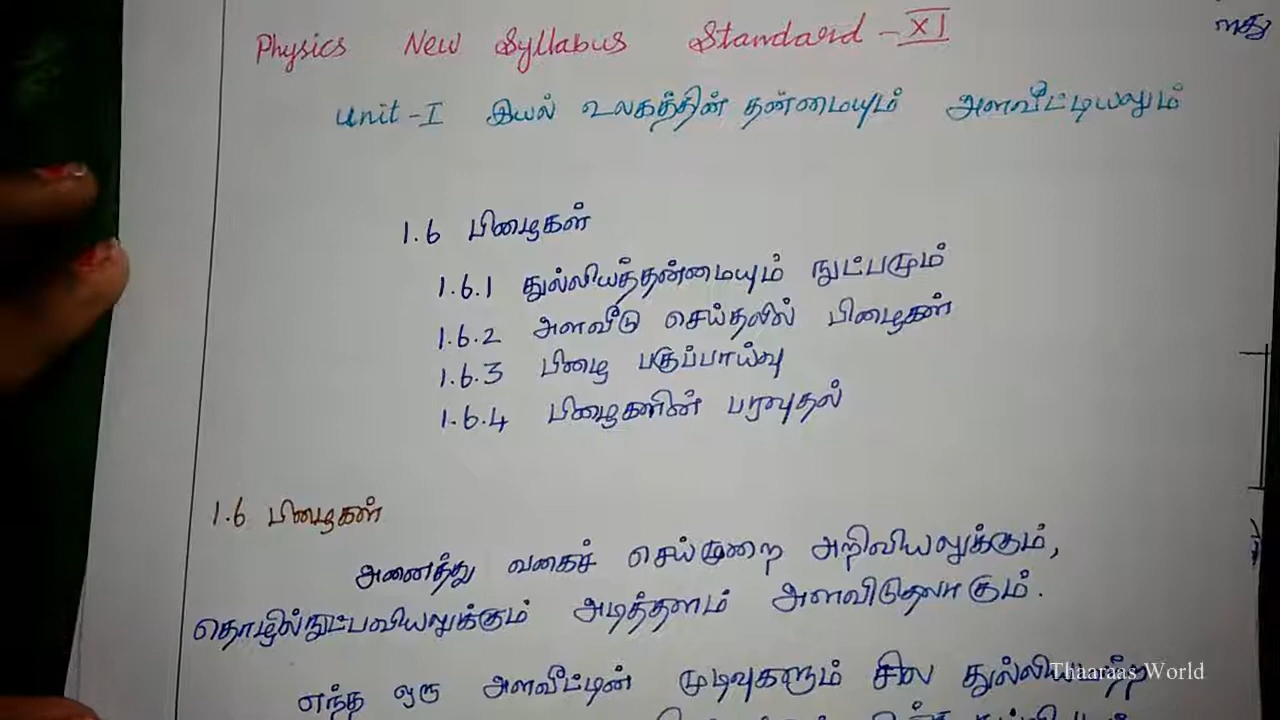 Physics New Syllabus Standard - XI
Unit - I இயல் உலகத்தின் தன்மையும் அளவீட்டியலும்
1.6 பிழைகள்
1.6.1 துல்லியத்தன்மையும் நுட்பமும்
1.6.2 அளவீடு செய்தலில் பிழைகள்
1.6.3 பிழை பகுப்பாய்வு
1.6.4 பிழைகளின் பரவுதல்
1.6 பிழைகள்
அனைத்து வகைச் செய்முறை அறிவியலுக்கும்,
தொழில்நுட்பவியலுக்கும் அடித்தளம் அளவிடுதலாகும்.
எந்த ஒரு அளவீட்டின் முடிவுகளும் சில துல்லியமற்ற
Thaaraas World